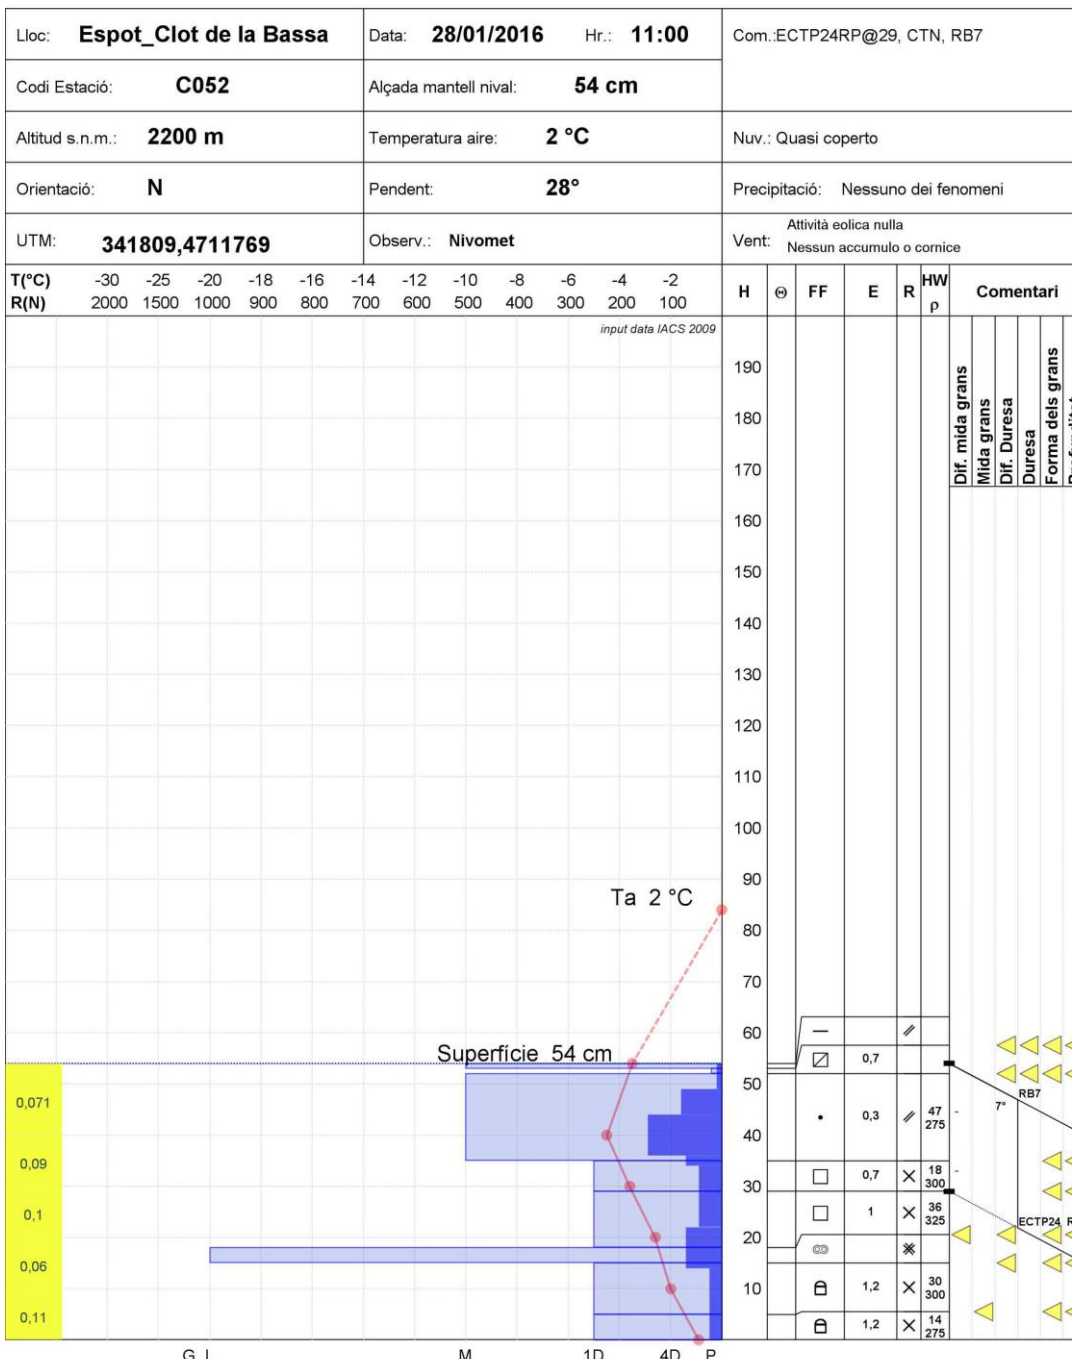 Lloc: Espot_Clot de la Bassa Data: 28/01/2016 Hr.: 11:00 Com.:ECTP24RP@29, CTN, RB7
Codi Estació: C052 Alçada mantell nival: 54 cm
Altitud s.n.m.: 2200 m Temperatura aire: 2 °C Nuv.: Quasi coperto
Orientació: N Pendent: 28° Precipitació: Nessuno dei fenomeni
UTM: 341809,4711769 Observ.: Nivomet Vent: Attività eolica nulla
Nessun accumulo o cornice
T(°C) -30 -25 -20 -18 -16 -14 -12 -10 -8 -6 -4 -2
R(N) 2000 1500 1000 900 800 700 600 500 400 300 200 100
H Θ FF E R HW ρ Comentari
input data IACS 2009
Dif. mida grans
Mida grans
Dif. Duresa
Duresa
Forma dels grans
190
180
170
160
150
140
130
120
110
100
90
Ta 2 °C
80
70
60
Superfície 54 cm
0,7
50
RB7
0,071
7°
0,3 47
275
40
0,09
0,7 18
300
30
0,1
1 36
325
ECTP24 R
20
0,06
10
1,2 30
300
0,11
1,2 14
275
G L M 1D 4D P